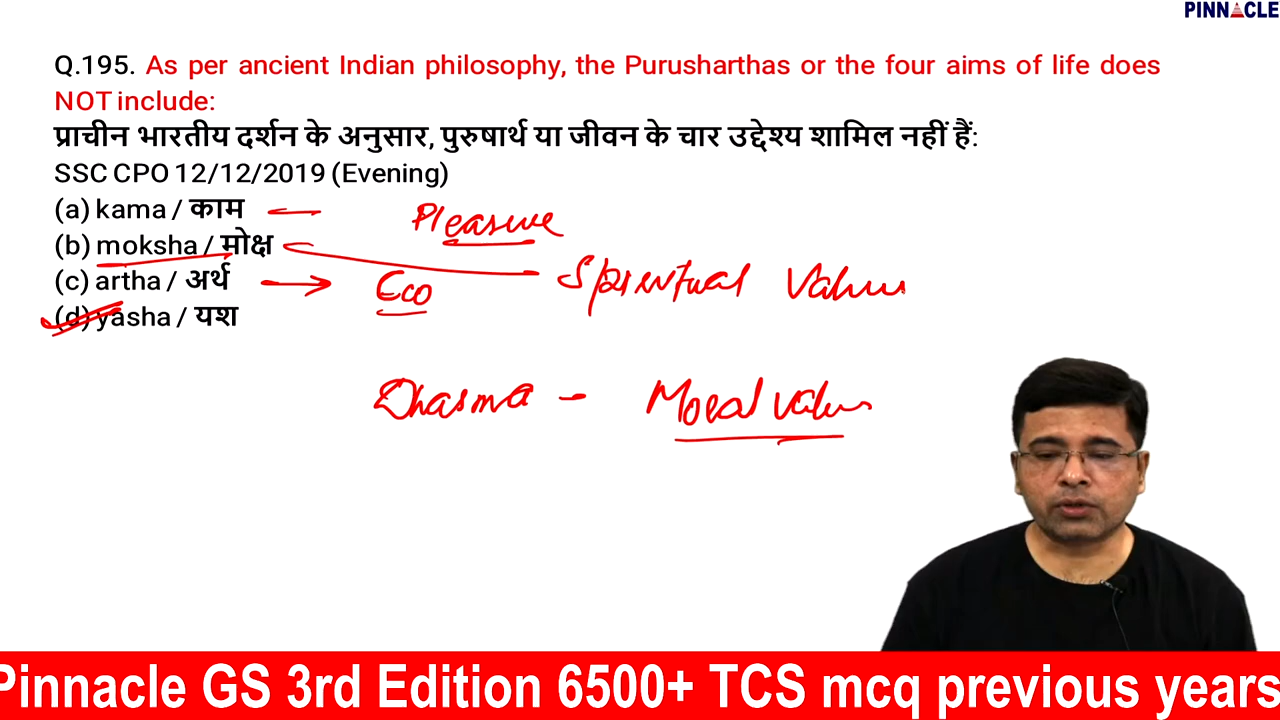 PINNACLE
Q.195. As per ancient Indian philosophy, the Purusharthas or the four aims of life does
NOT include:
प्राचीन भारतीय दर्शन के अनुसार, पुरुषार्थ या जीवन के चार उद्देश्य शामिल नहीं हैं:
SSC CPO 12/12/2019 (Evening)
(a) kama / काम
Pleasure
(b) moksha / मोक्ष
Spiritual Values
(c) artha / अर्थ
Eco
(d) yasha / यश
Dharma - Moral values
Pinnacle GS 3rd Edition 6500+ TCS mcq previous years